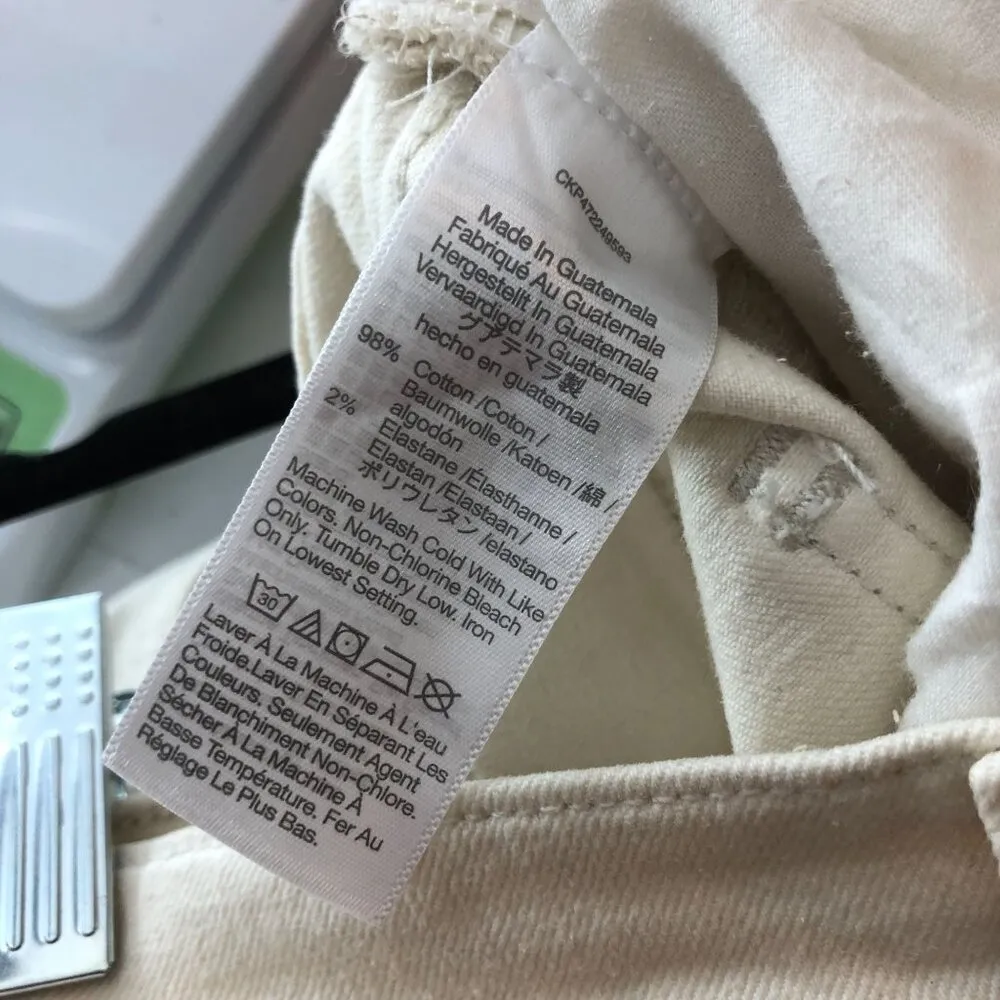 CKP472249593
Made In Guatemala
Fabriqué Au Guatemala
Hergestellt In Guatemala
Vervaardigd In Guatemala
グアテマラ製
hecho en guatemala
98% Cotton /Coton /
Baumwolle /Katoen /綿 /
algodón
2% Elastane /Élasthanne /
Elastan /Elastaan /
ポリウレタン /elastano
Machine Wash Cold With Like
Colors. Non-Chlorine Bleach
Only. Tumble Dry Low. Iron
On Lowest Setting.
30
Laver À La Machine À L'eau
Froide.Laver En Séparant Les
Couleurs. Seulement Agent
De Blanchiment Non-Chlore.
Sécher À La Machine À
Basse Température. Fer Au
Réglage Le Plus Bas.